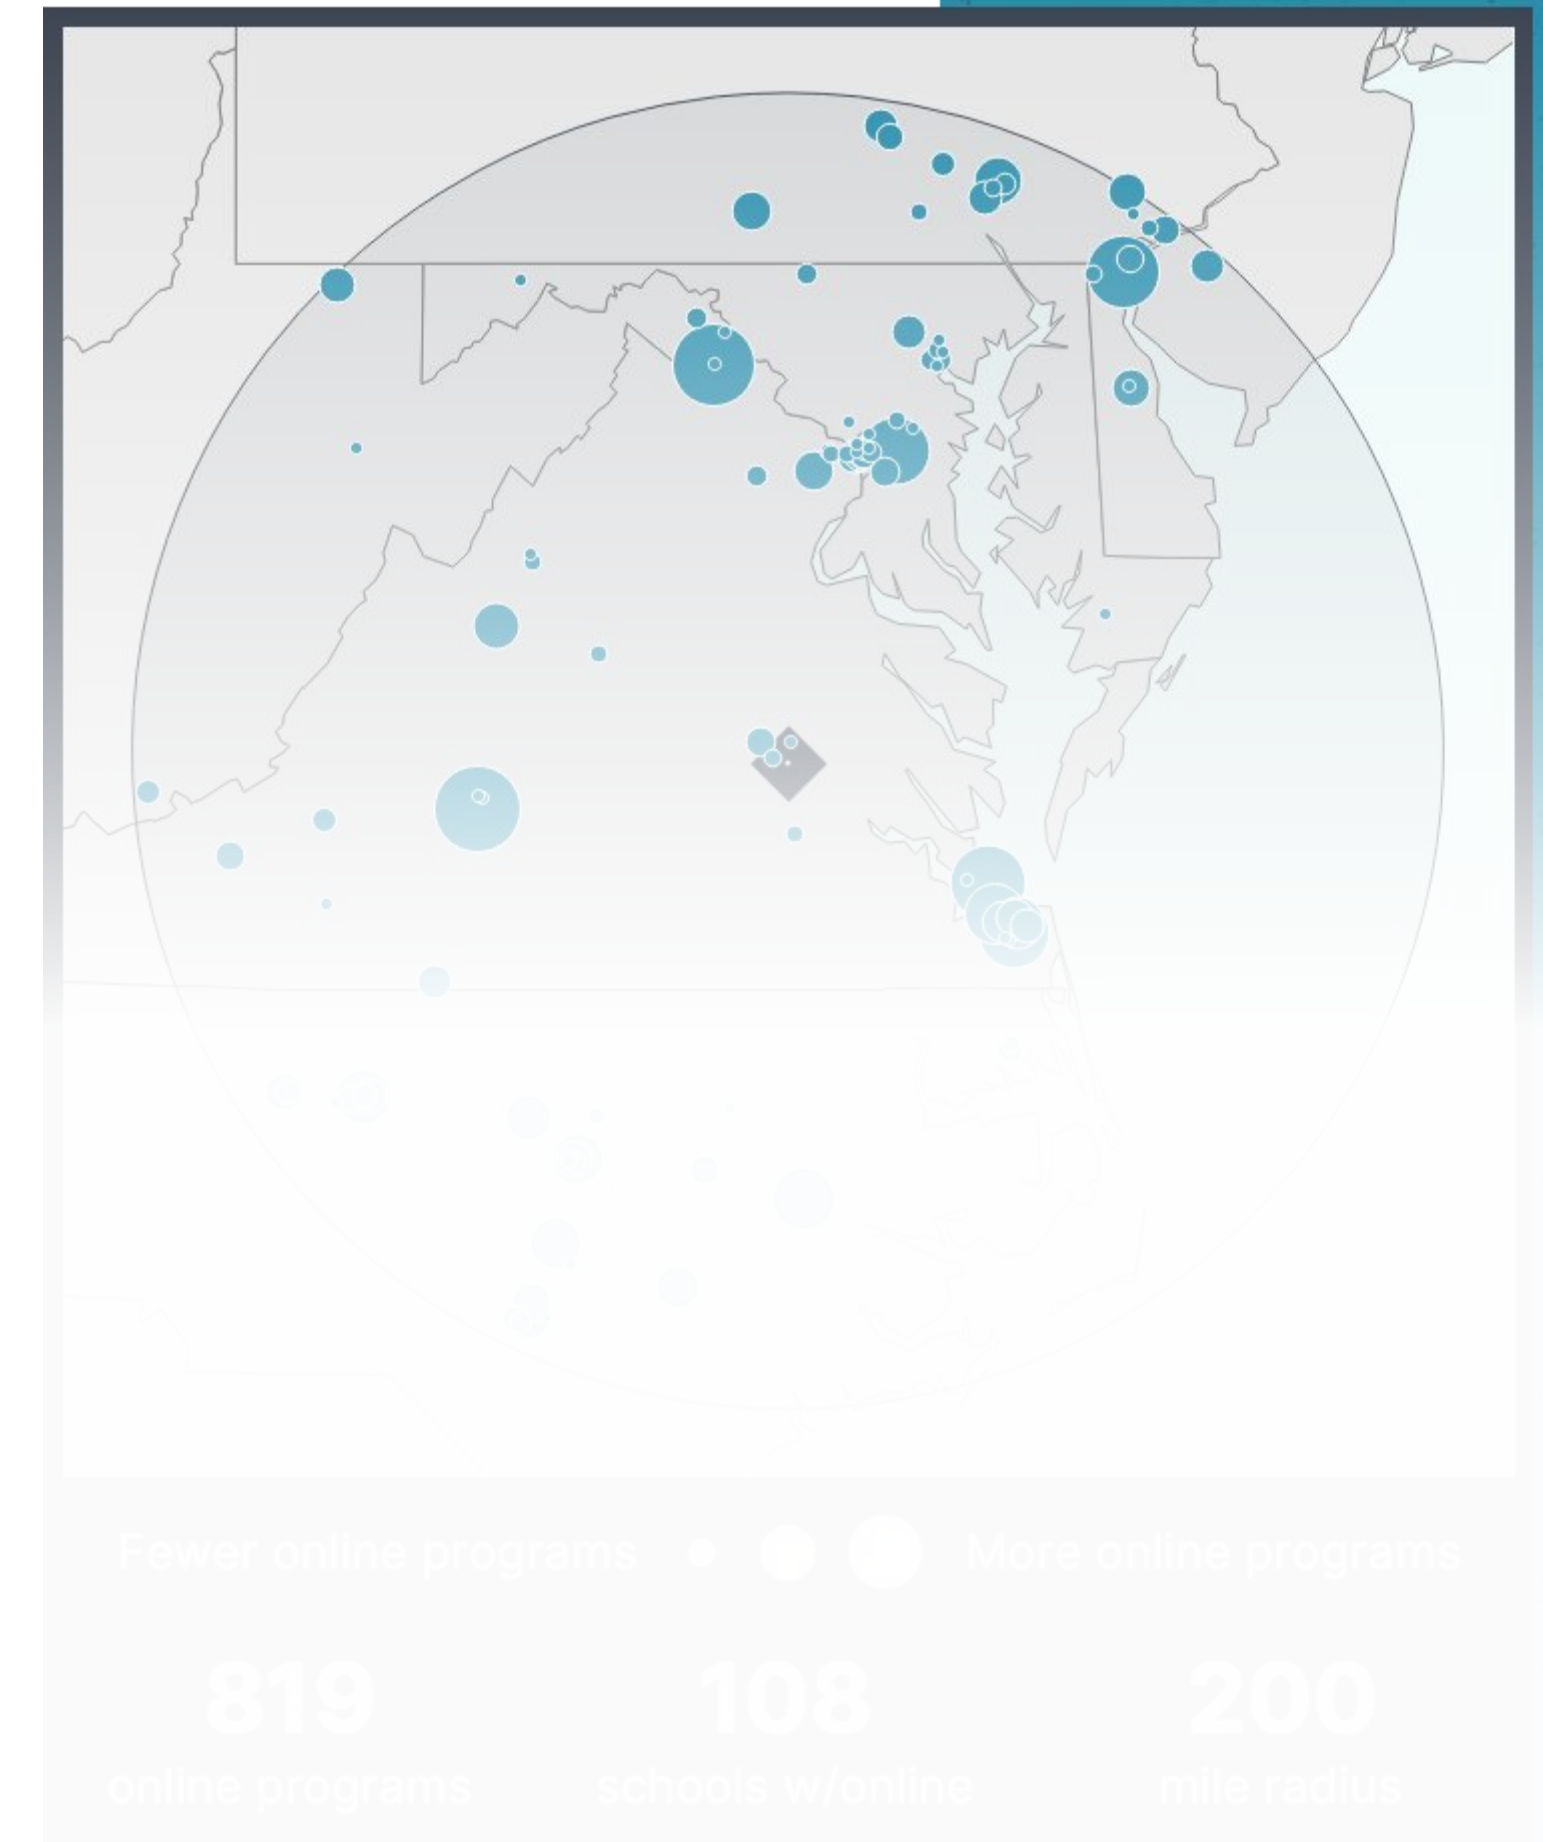 Fewer online programs More online programs
819 108 200
online programs schools w/online mile radius